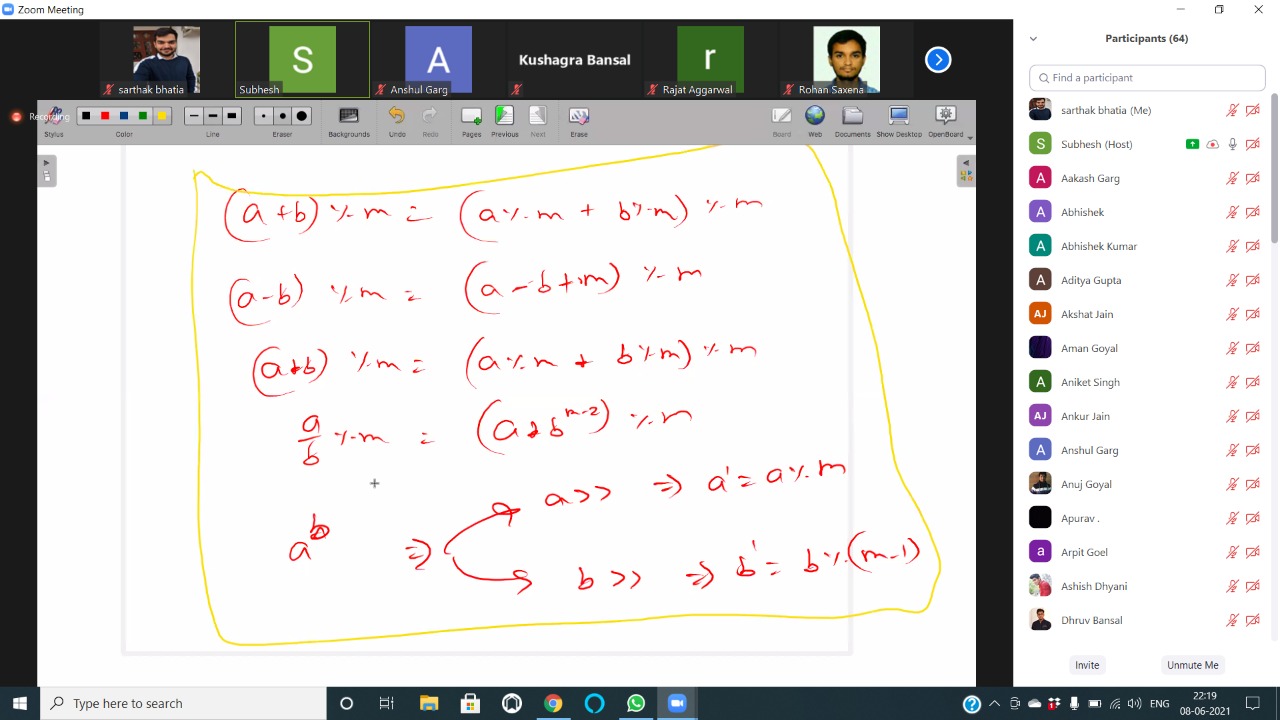 Zoom Meeting
S
A
Kushagra Bansal
r
sarthak bhatia
Subhesh
Anshul Garg
Rajat Aggarwal
Rohan Saxena
Recording
Stylus
Color
Line
Eraser
Backgrounds
Undo
Redo
Pages
Previous
Next
Erase
Board
Web
Documents
Show Desktop
OpenBoard
(a+b) %m = (a%m + b%m) %m
(a-b) %m = (a-b+m) %m
(a*b) %m = (a%m * b%m) %m
a/b %m = (a*b^(m-2)) %m
a>> ⇒ a' = a%m
a^b ⇒
b>> ⇒ b' = b%(m-1)
Participants (64)
Find a participant
sarthak bhatia (Me)
S Subhesh (Host)
A Aakash Garg
A Abhishek
A Abhishek Kumar
A Aditya Gupta
AJ Akshat Jain
Aman Goyal
A Aniket Singh
AJ Ankur Jain
A Anshul Garg
Anuj Goyal
Apurav .
a Arpit Goel
Ashish Dhyani
Dhruv Bansal
Invite
Unmute Me
Type here to search
ENG
22:19
08-06-2021